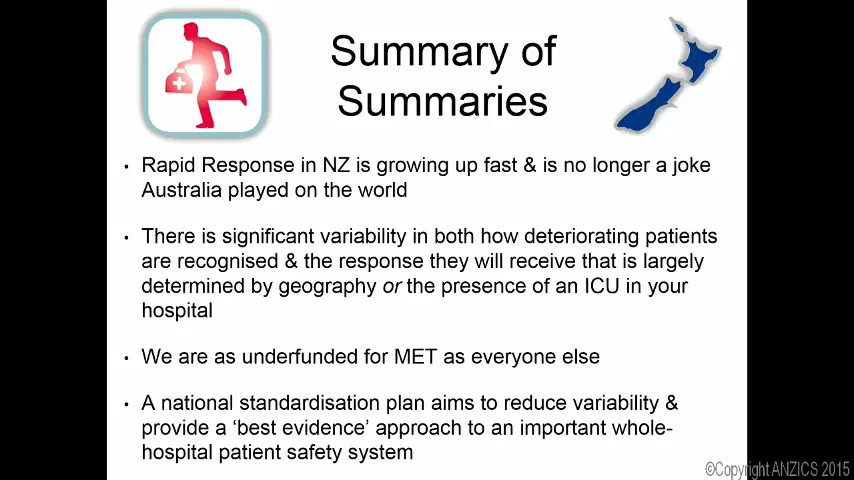 Summary of
Summaries
• Rapid Response in NZ is growing up fast & is no longer a joke
Australia played on the world
• There is significant variability in both how deteriorating patients
are recognised & the response they will receive that is largely
determined by geography or the presence of an ICU in your
hospital
• We are as underfunded for MET as everyone else
• A national standardisation plan aims to reduce variability &
provide a ‘best evidence’ approach to an important whole-
hospital patient safety system
©Copyright ANZICS 2015